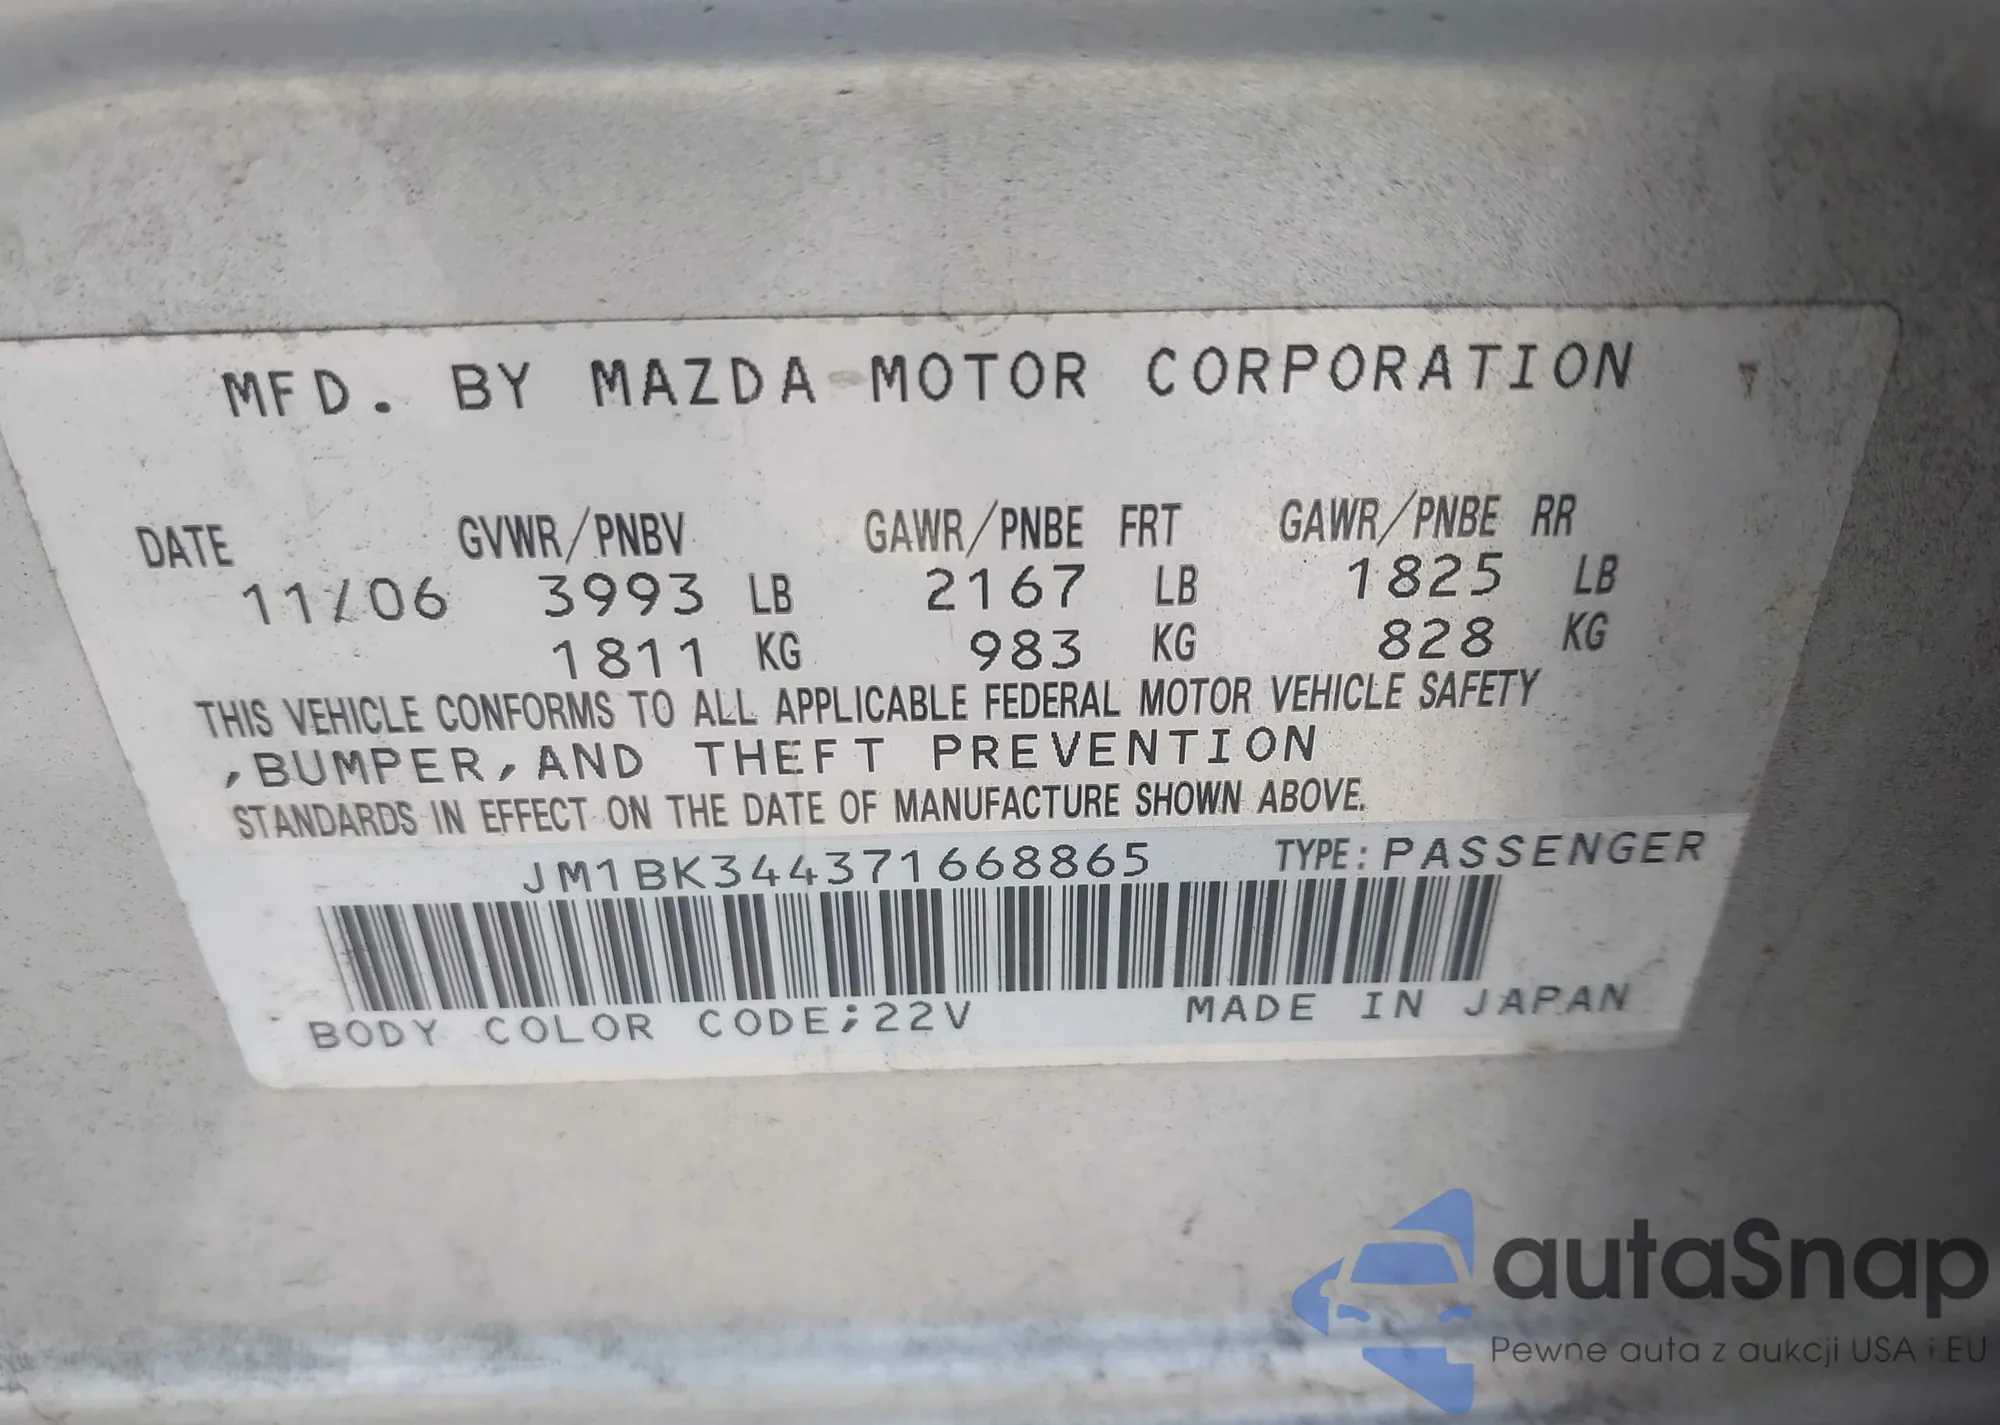 MFD. BY MAZDA MOTOR CORPORATION
DATE GVWR/PNBV GAWR/PNBE FRT GAWR/PNBE RR
11/06 3993 LB 2167 LB 1825 LB
1811 KG 983 KG 828 KG
THIS VEHICLE CONFORMS TO ALL APPLICABLE FEDERAL MOTOR VEHICLE SAFETY
,BUMPER,AND THEFT PREVENTION
STANDARDS IN EFFECT ON THE DATE OF MANUFACTURE SHOWN ABOVE.
JM1BK344371668865 TYPE: PASSENGER
BODY COLOR CODE;22V MADE IN JAPAN
autaSnap
Pewne auta z aukcji USA i EU